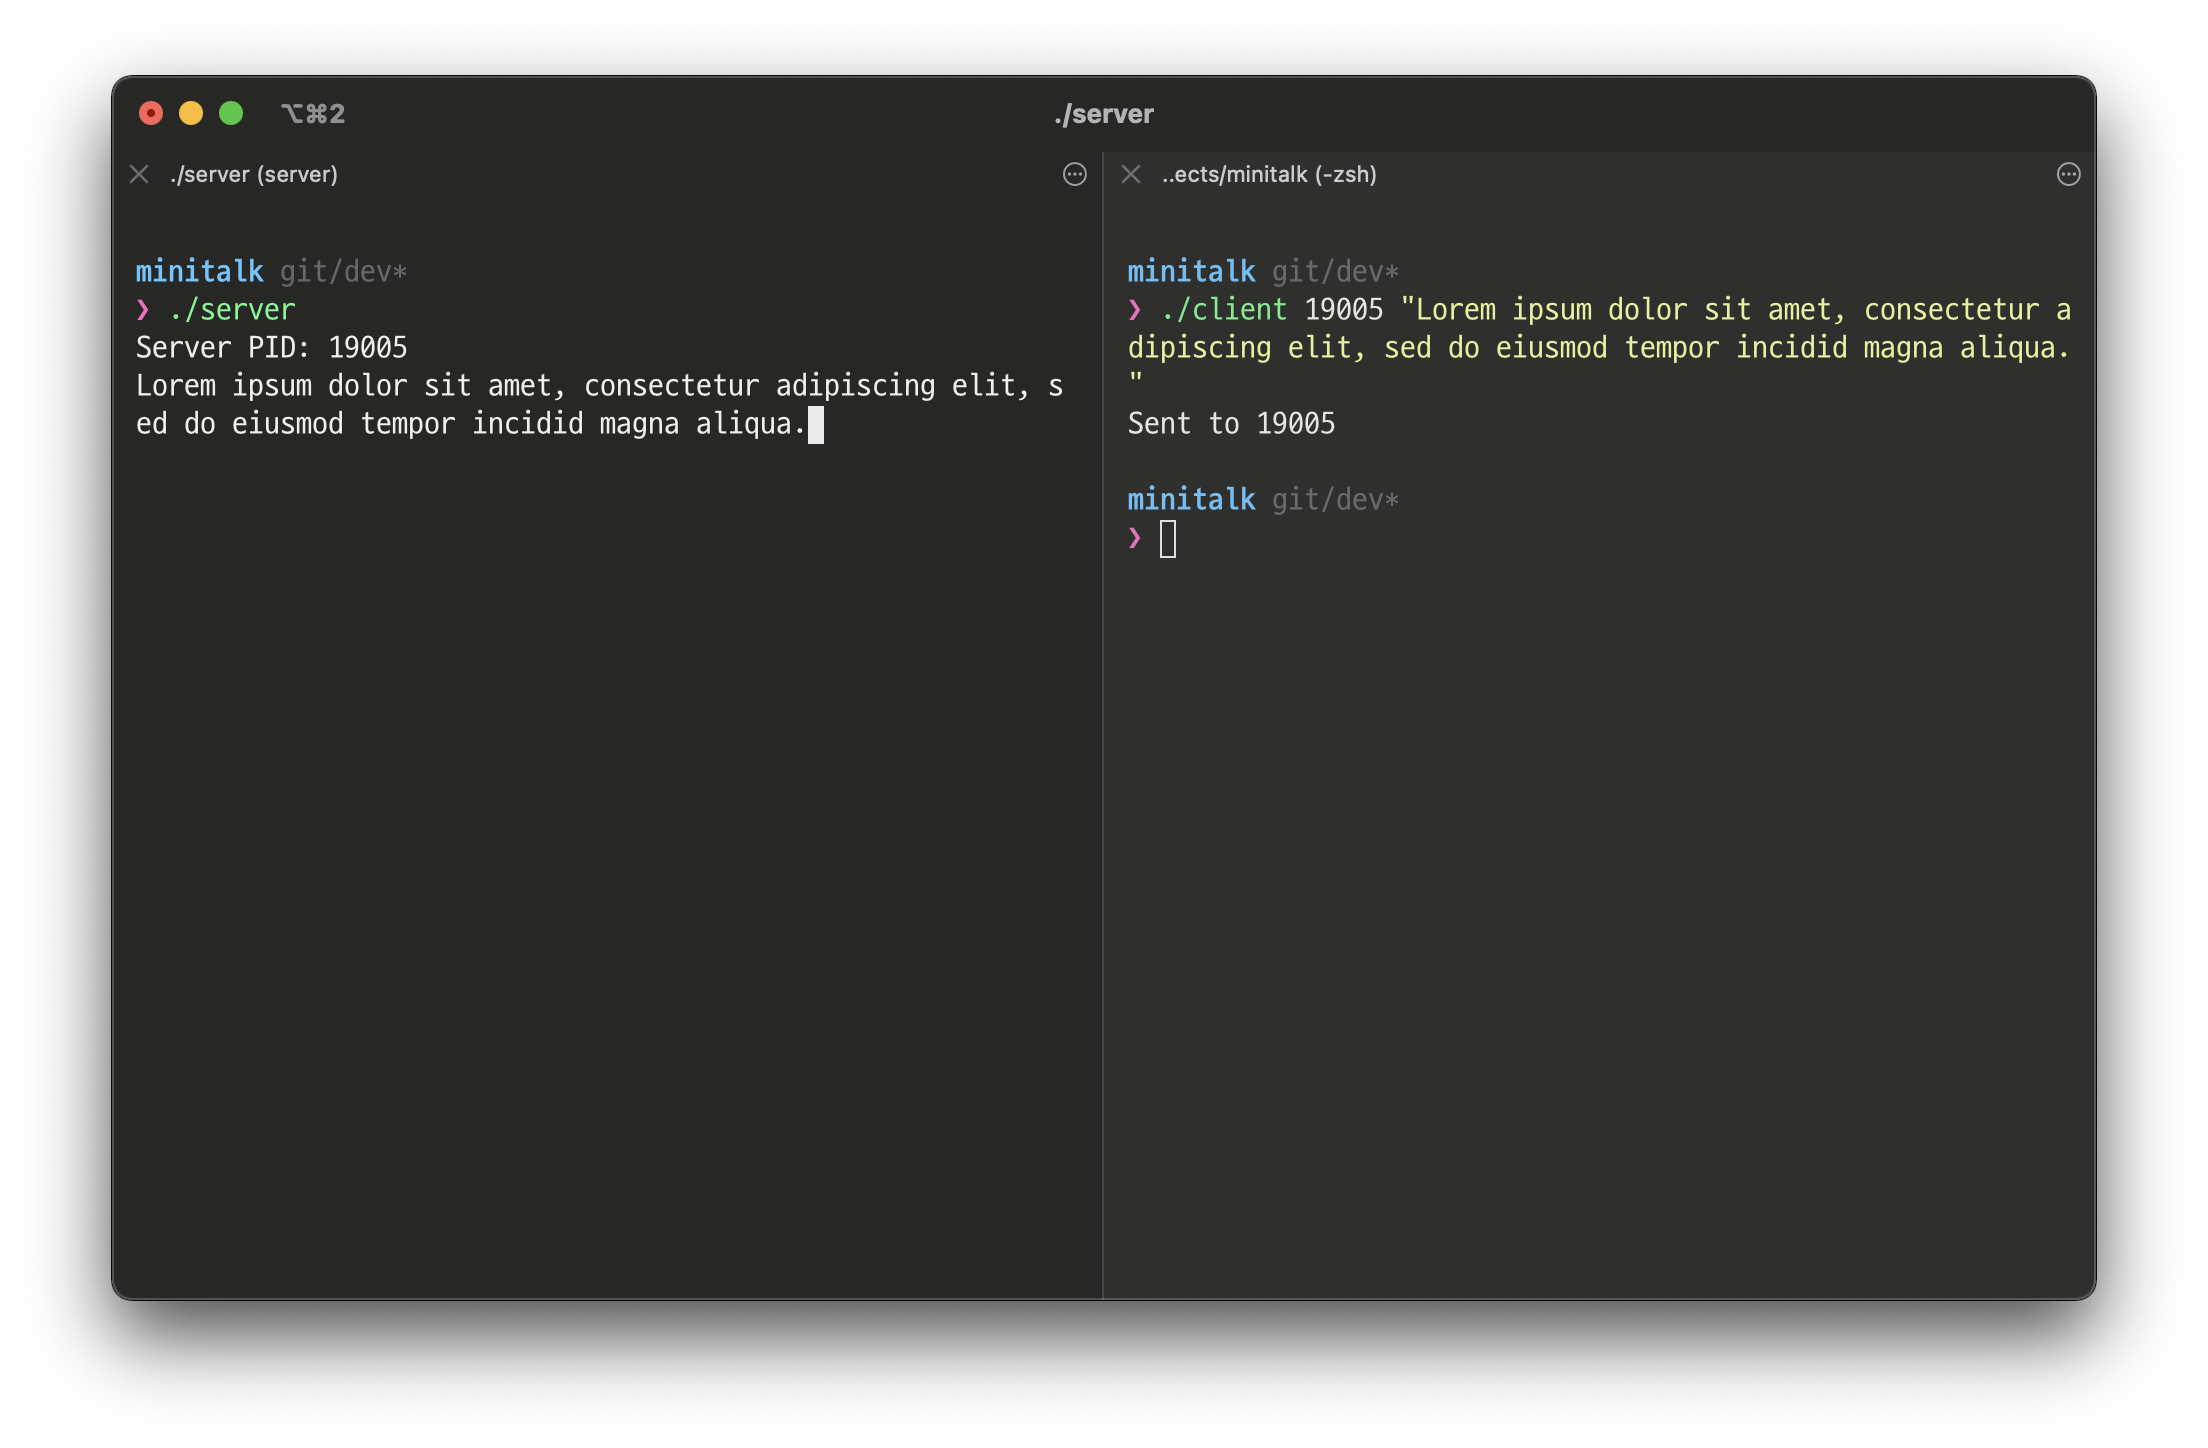 ⌥⌘2
./server
./server (server)
minitalk git/dev*
❯ ./server
Server PID: 19005
Lorem ipsum dolor sit amet, consectetur adipiscing elit, s
ed do eiusmod tempor incidid magna aliqua.
..ects/minitalk (-zsh)
minitalk git/dev*
❯ ./client 19005 "Lorem ipsum dolor sit amet, consectetur a
dipiscing elit, sed do eiusmod tempor incidid magna aliqua.
"
Sent to 19005
minitalk git/dev*
❯